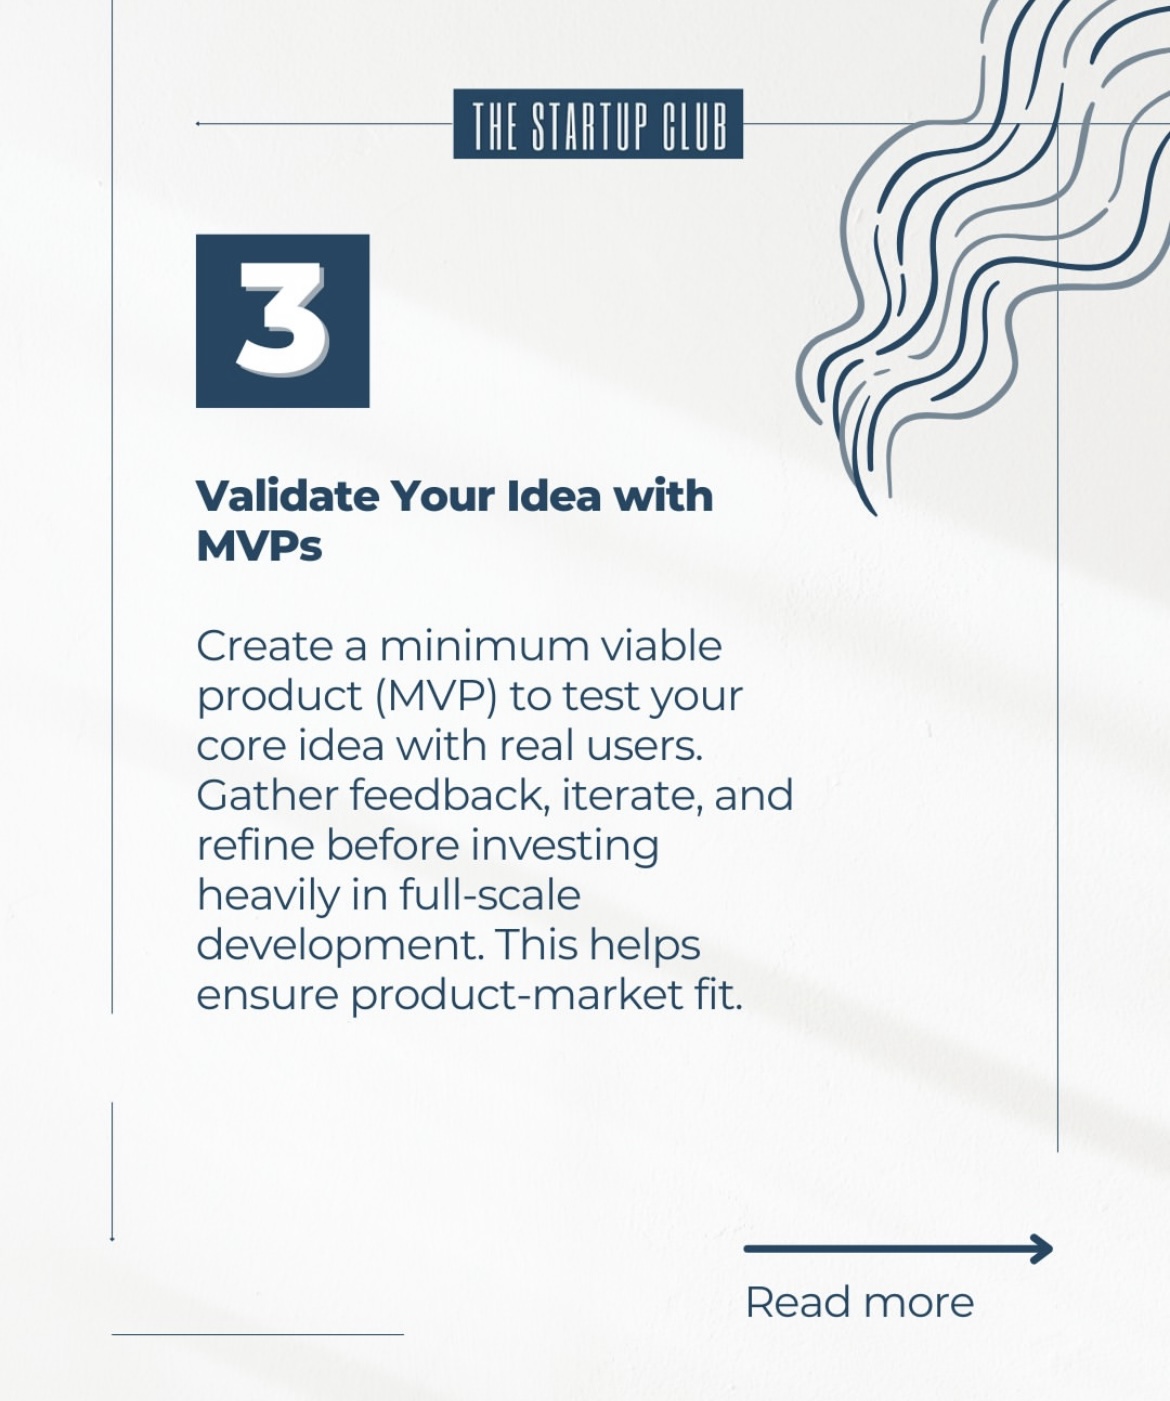 THE STARTUP CLUB
3
Validate Your Idea with
MVPs
Create a minimum viable
product (MVP) to test your
core idea with real users.
Gather feedback, iterate, and
refine before investing
heavily in full-scale
development. This helps
ensure product-market fit.
Read more